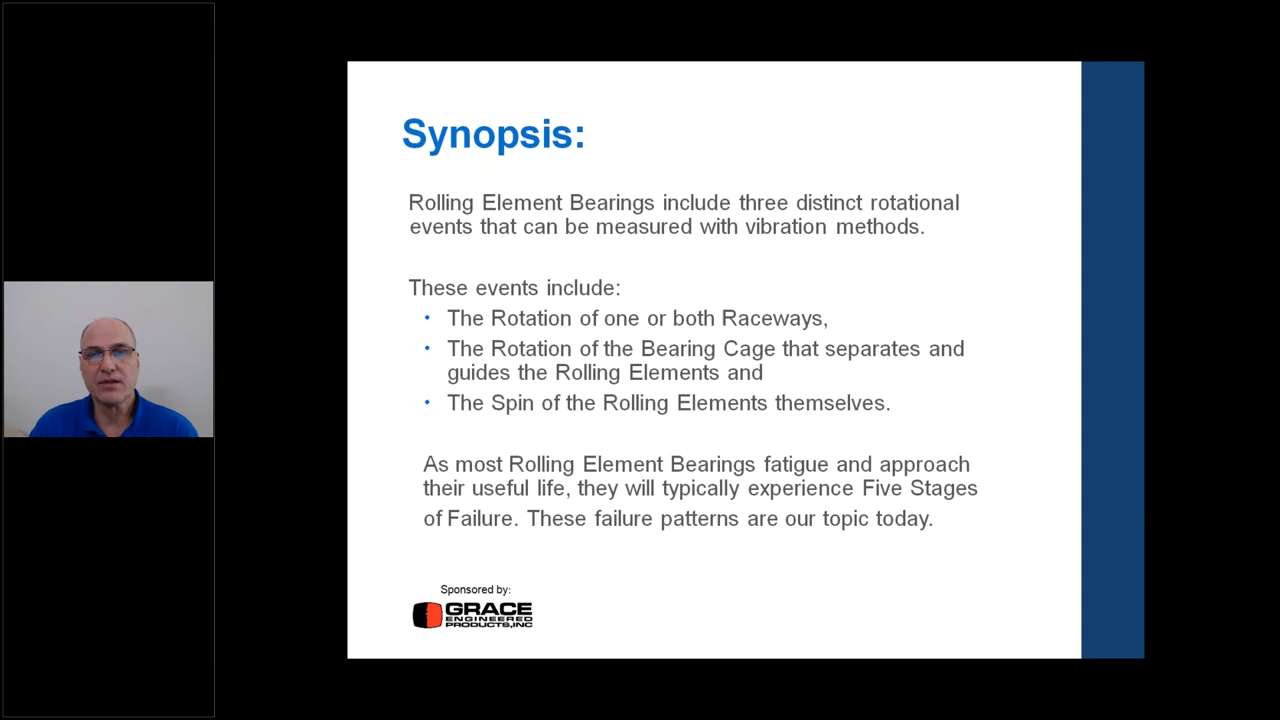 Synopsis:
Rolling Element Bearings include three distinct rotational
events that can be measured with vibration methods.
These events include:
• The Rotation of one or both Raceways,
• The Rotation of the Bearing Cage that separates and
guides the Rolling Elements and
• The Spin of the Rolling Elements themselves.
As most Rolling Element Bearings fatigue and approach
their useful life, they will typically experience Five Stages
of Failure. These failure patterns are our topic today.
Sponsored by:
GRACE
ENGINEERED
PRODUCTS,INC